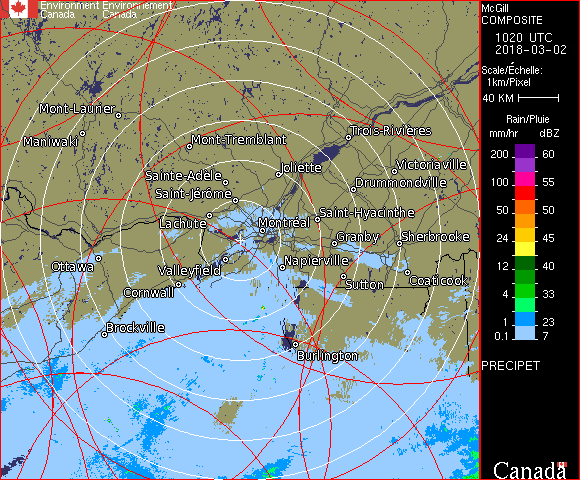 Environment Environnement
Canada Canada
McGill
COMPOSITE
1020 UTC
2018-03-02
Scale/Échelle:
1km/Pixel
40 KM
Rain/Pluie
mm/hr dBZ
200 60
100 55
50 50
24 45
12 40
4 33
1 23
0.1 7
PRECIPET
Mont-Laurier
Maniwaki
Mont-Tremblant
Trois-Rivières
Sainte-Adèle
Joliette
Victoriaville
Saint-Jérôme
Drummondville
Lachute
Montréal
Saint-Hyacinthe
Granby
Sherbrooke
Ottawa
Valleyfield
Napierville
Cornwall
Sutton
Coaticook
Brockville
Burlington
Canada